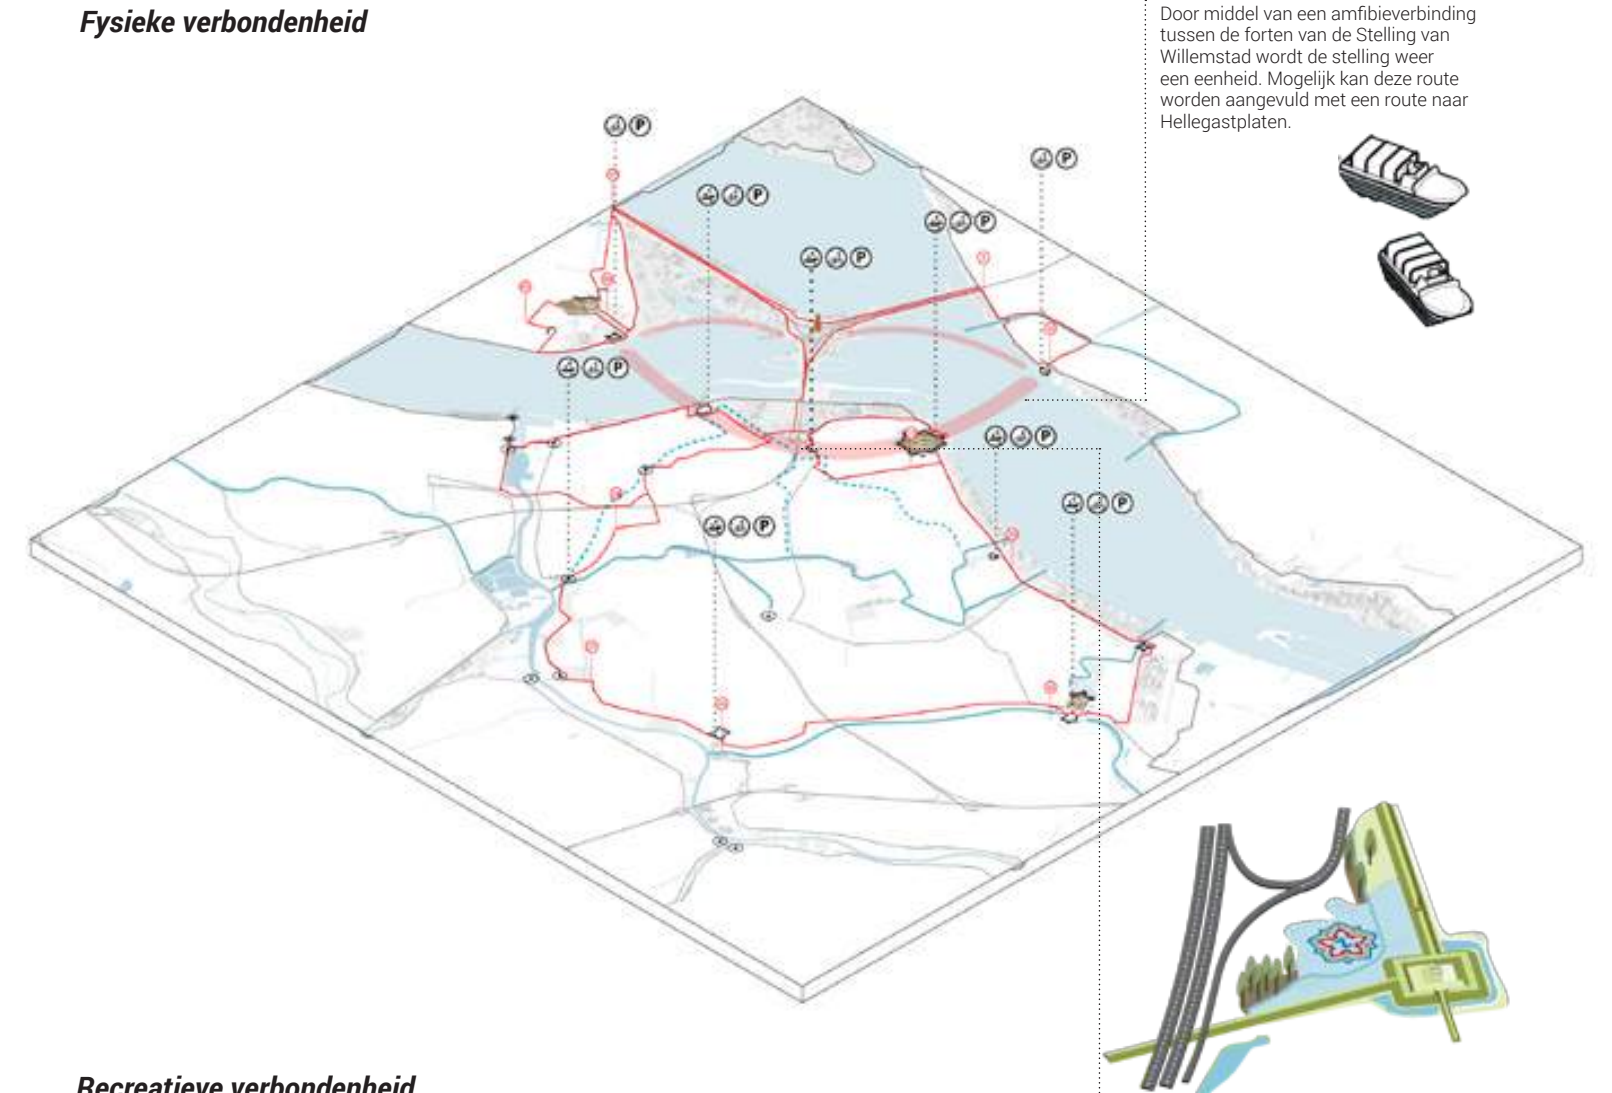 Fysieke verbondenheid
Door middel van een amfibieverbinding
tussen de forten van de Stelling van
Willemstad wordt de stelling weer
een eenheid. Mogelijk kan deze route
worden aangevuld met een route naar
Hellegastplaten.
P
P
P
P
P
P
P
P
P
Recreatieve verbondenheid